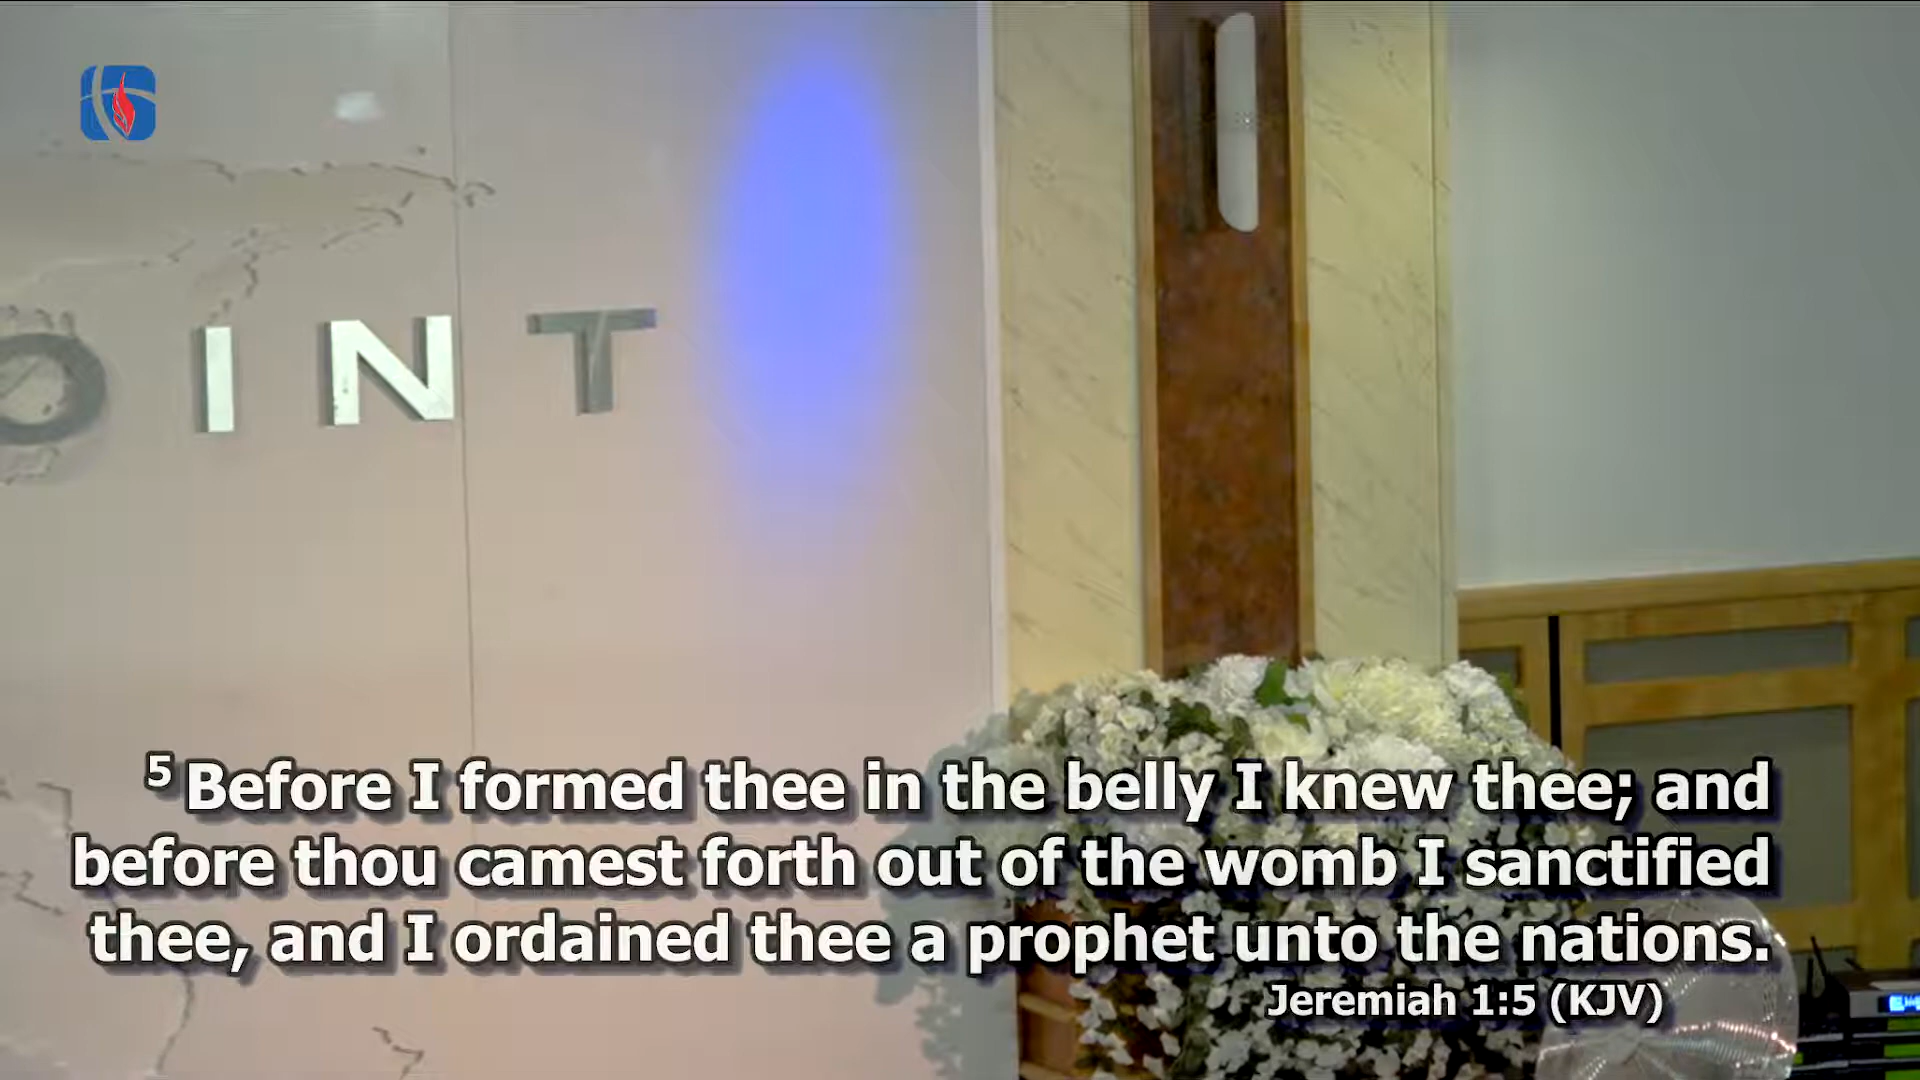 OINT
5 Before I formed thee in the belly I knew thee; and
before thou camest forth out of the womb I sanctified
thee, and I ordained thee a prophet unto the nations.
Jeremiah 1:5 (KJV)